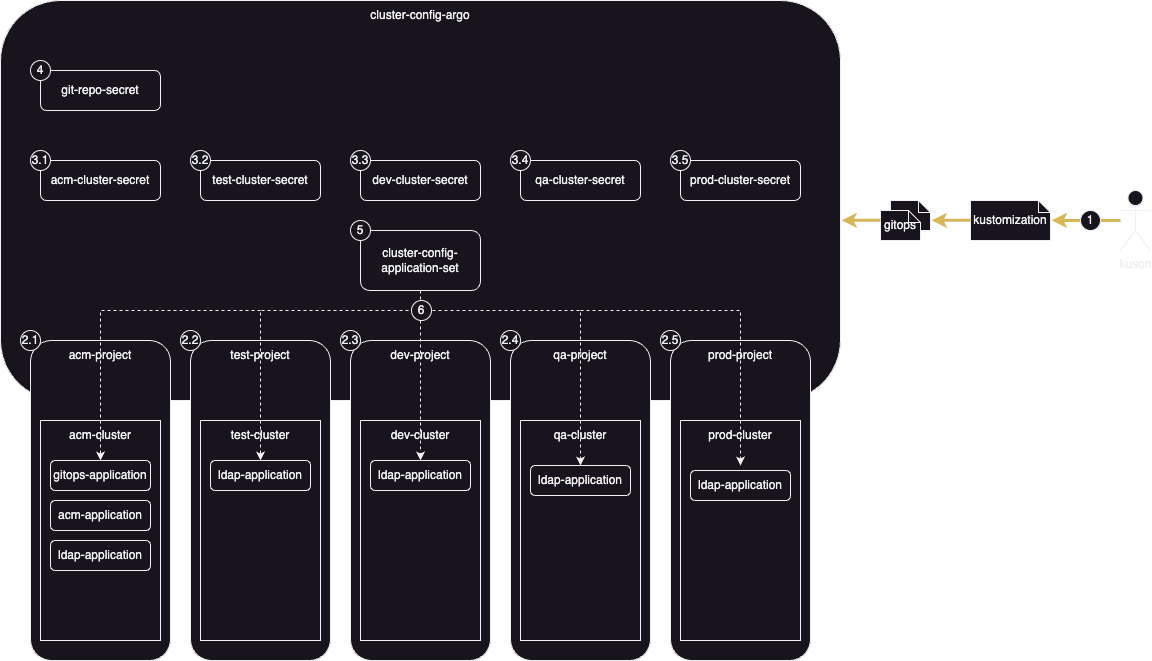 cluster-config-argo
4
git-repo-secret
3.1
acm-cluster-secret
3.2
test-cluster-secret
3.3
dev-cluster-secret
3.4
qa-cluster-secret
3.5
prod-cluster-secret
5
cluster-config-
application-set
6
gitops
kustomization
1
kuson
2.1
acm-project
2.2
test-project
2.3
dev-project
2.4
qa-project
2.5
prod-project
acm-cluster
gitops-application
acm-application
ldap-application
test-cluster
ldap-application
dev-cluster
ldap-application
qa-cluster
ldap-application
prod-cluster
ldap-application